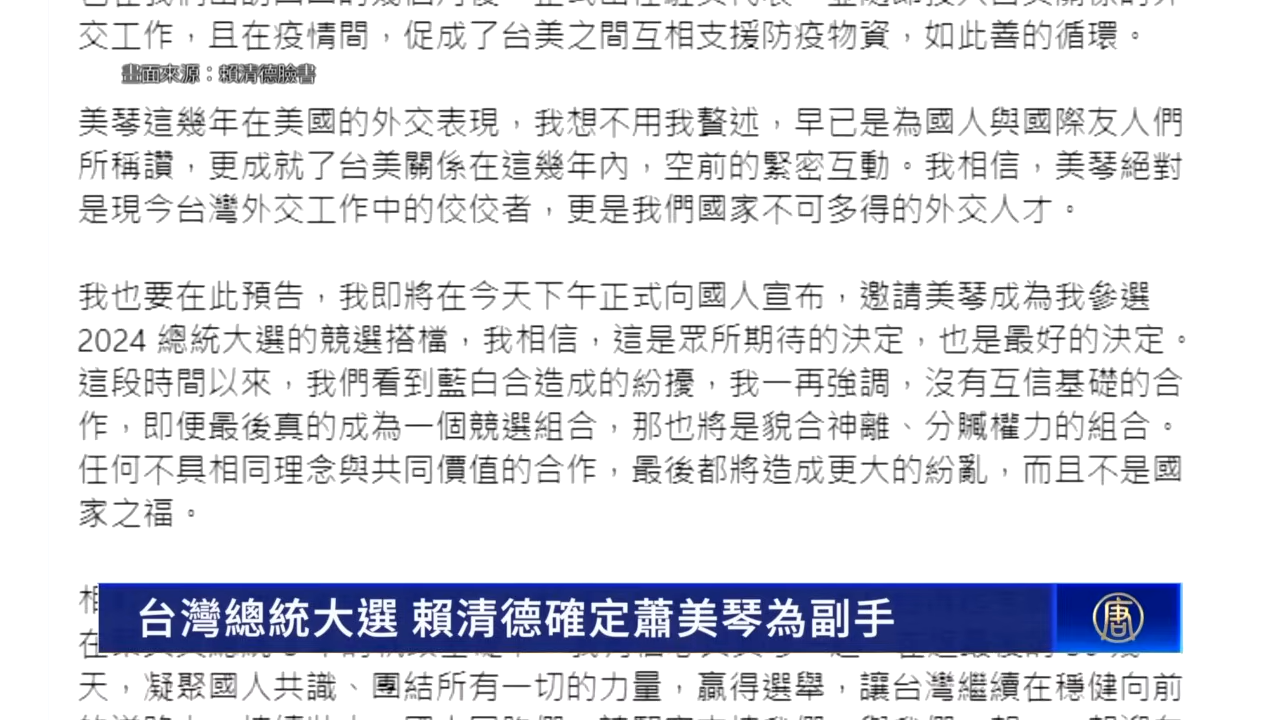 交工作，且在疫情間，促成了台美之間互相支援防疫物資，如此善的循環。
畫面來源：賴清德臉書
美琴這幾年在美國的外交表現，我想不用我贅述，早已是為國人與國際友人們
所稱讚，更成就了台美關係在這幾年內，空前的緊密互動。我相信，美琴絕對
是現今台灣外交工作中的佼佼者，更是我們國家不可多得的外交人才。
我也要在此預告，我即將在今天下午正式向國人宣布，邀請美琴成為我參選
2024 總統大選的競選搭檔，我相信，這是眾所期待的決定，也是最好的決定。
這段時間以來，我們看到藍白合造成的紛擾，我一再強調，沒有互信基礎的合
作，即便最後真的成為一個競選組合，那也將是貌合神離、分贓權力的組合。
任何不具相同理念與共同價值的合作，最後都將造成更大的紛亂，而且不是國
家之福。
台灣總統大選 賴清德確定蕭美琴為副手
唐
天，凝聚國人共識、團結所有一切的力量，贏得選舉，讓台灣繼續在穩健向前